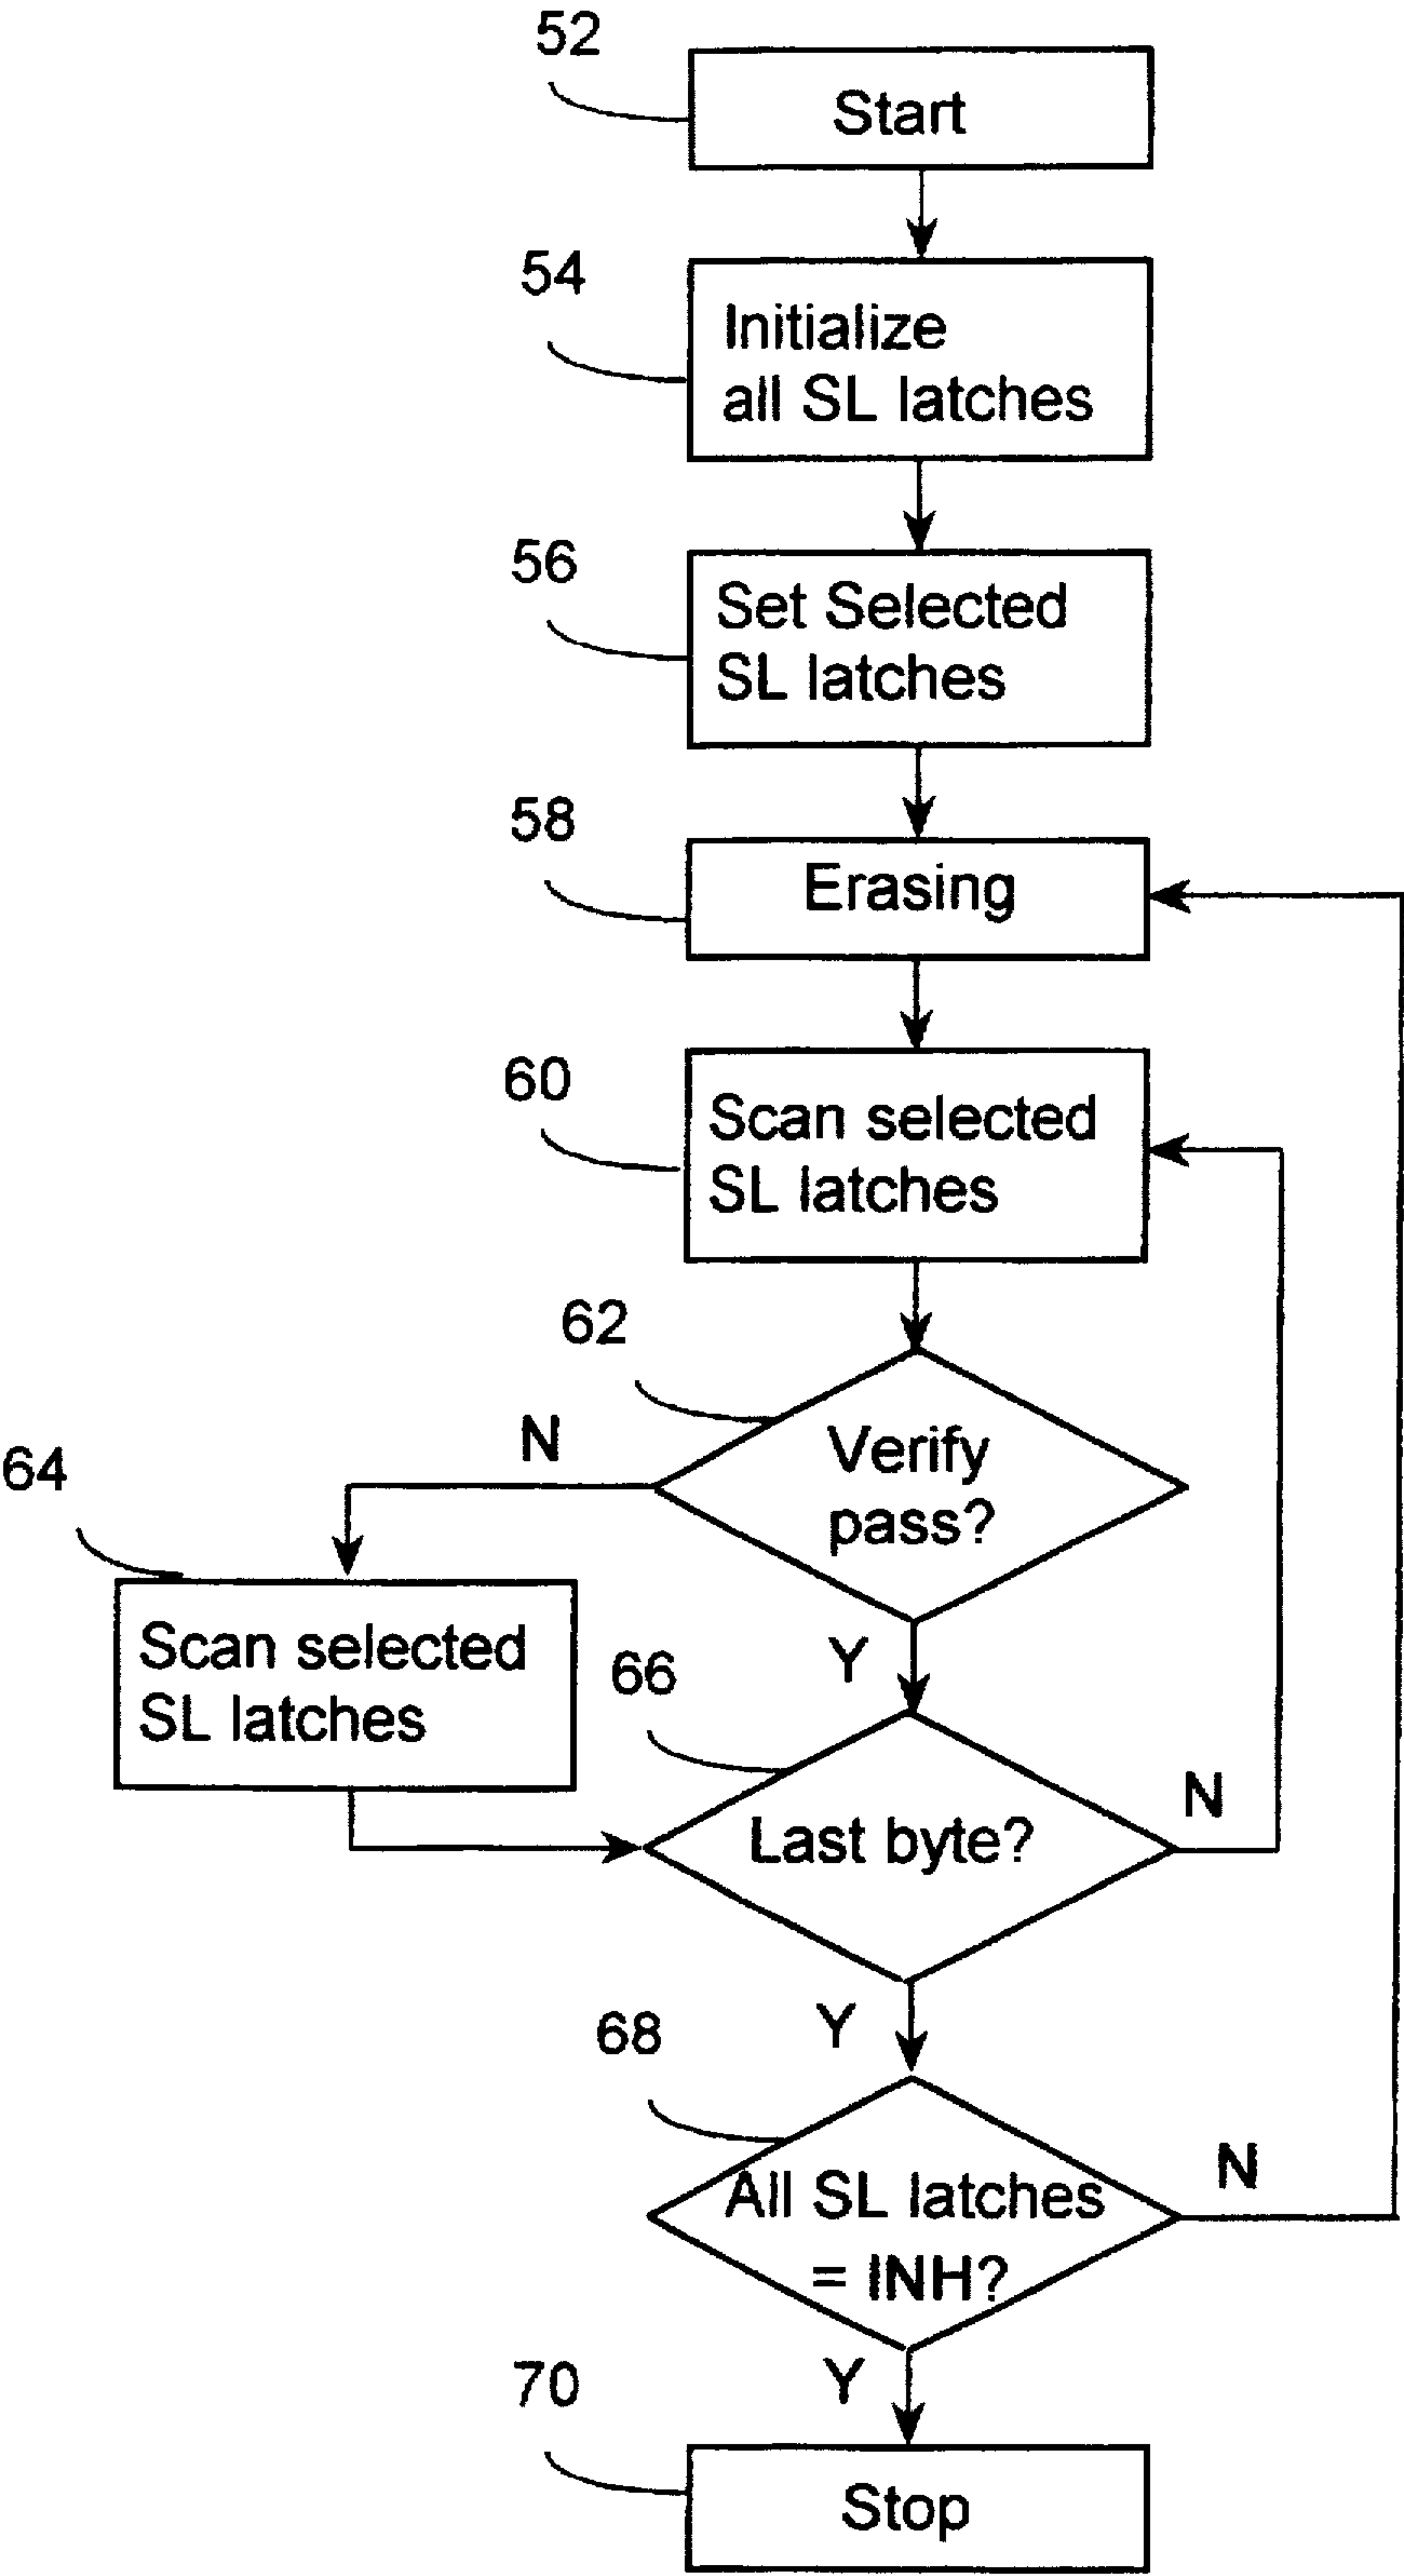 52
Start
54
Initialize
all SL latches
56
Set Selected
SL latches
58
Erasing
60
Scan selected
SL latches
62
N
Verify
pass?
64
Scan selected
SL latches
Y
66
Last byte?
N
Y
68
All SL latches
= INH?
N
Y
70
Stop